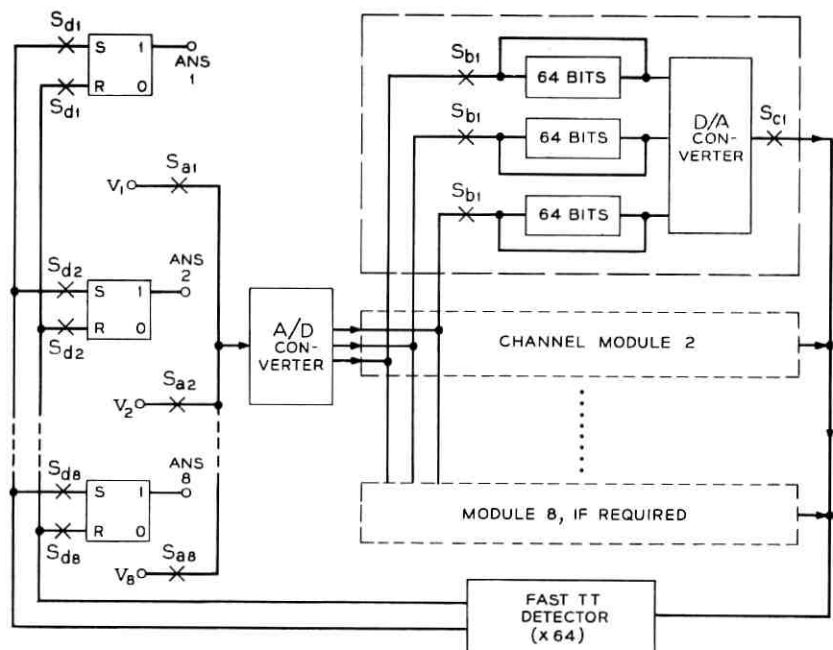 Sd1
S 1
ANS
1
R 0
Sd1
V1
Sa1
Sd2
S 1
ANS
2
R 0
Sd2
V2
Sa2
Sd8
S 1
ANS
8
R 0
Sd8
V8
Sa8
A/D
CON-
VERTER
Sb1
64 BITS
Sb1
64 BITS
Sb1
64 BITS
D/A
CON-
VERTER
Sc1
CHANNEL MODULE 2
MODULE 8, IF REQUIRED
FAST TT
DETECTOR
(X 64)